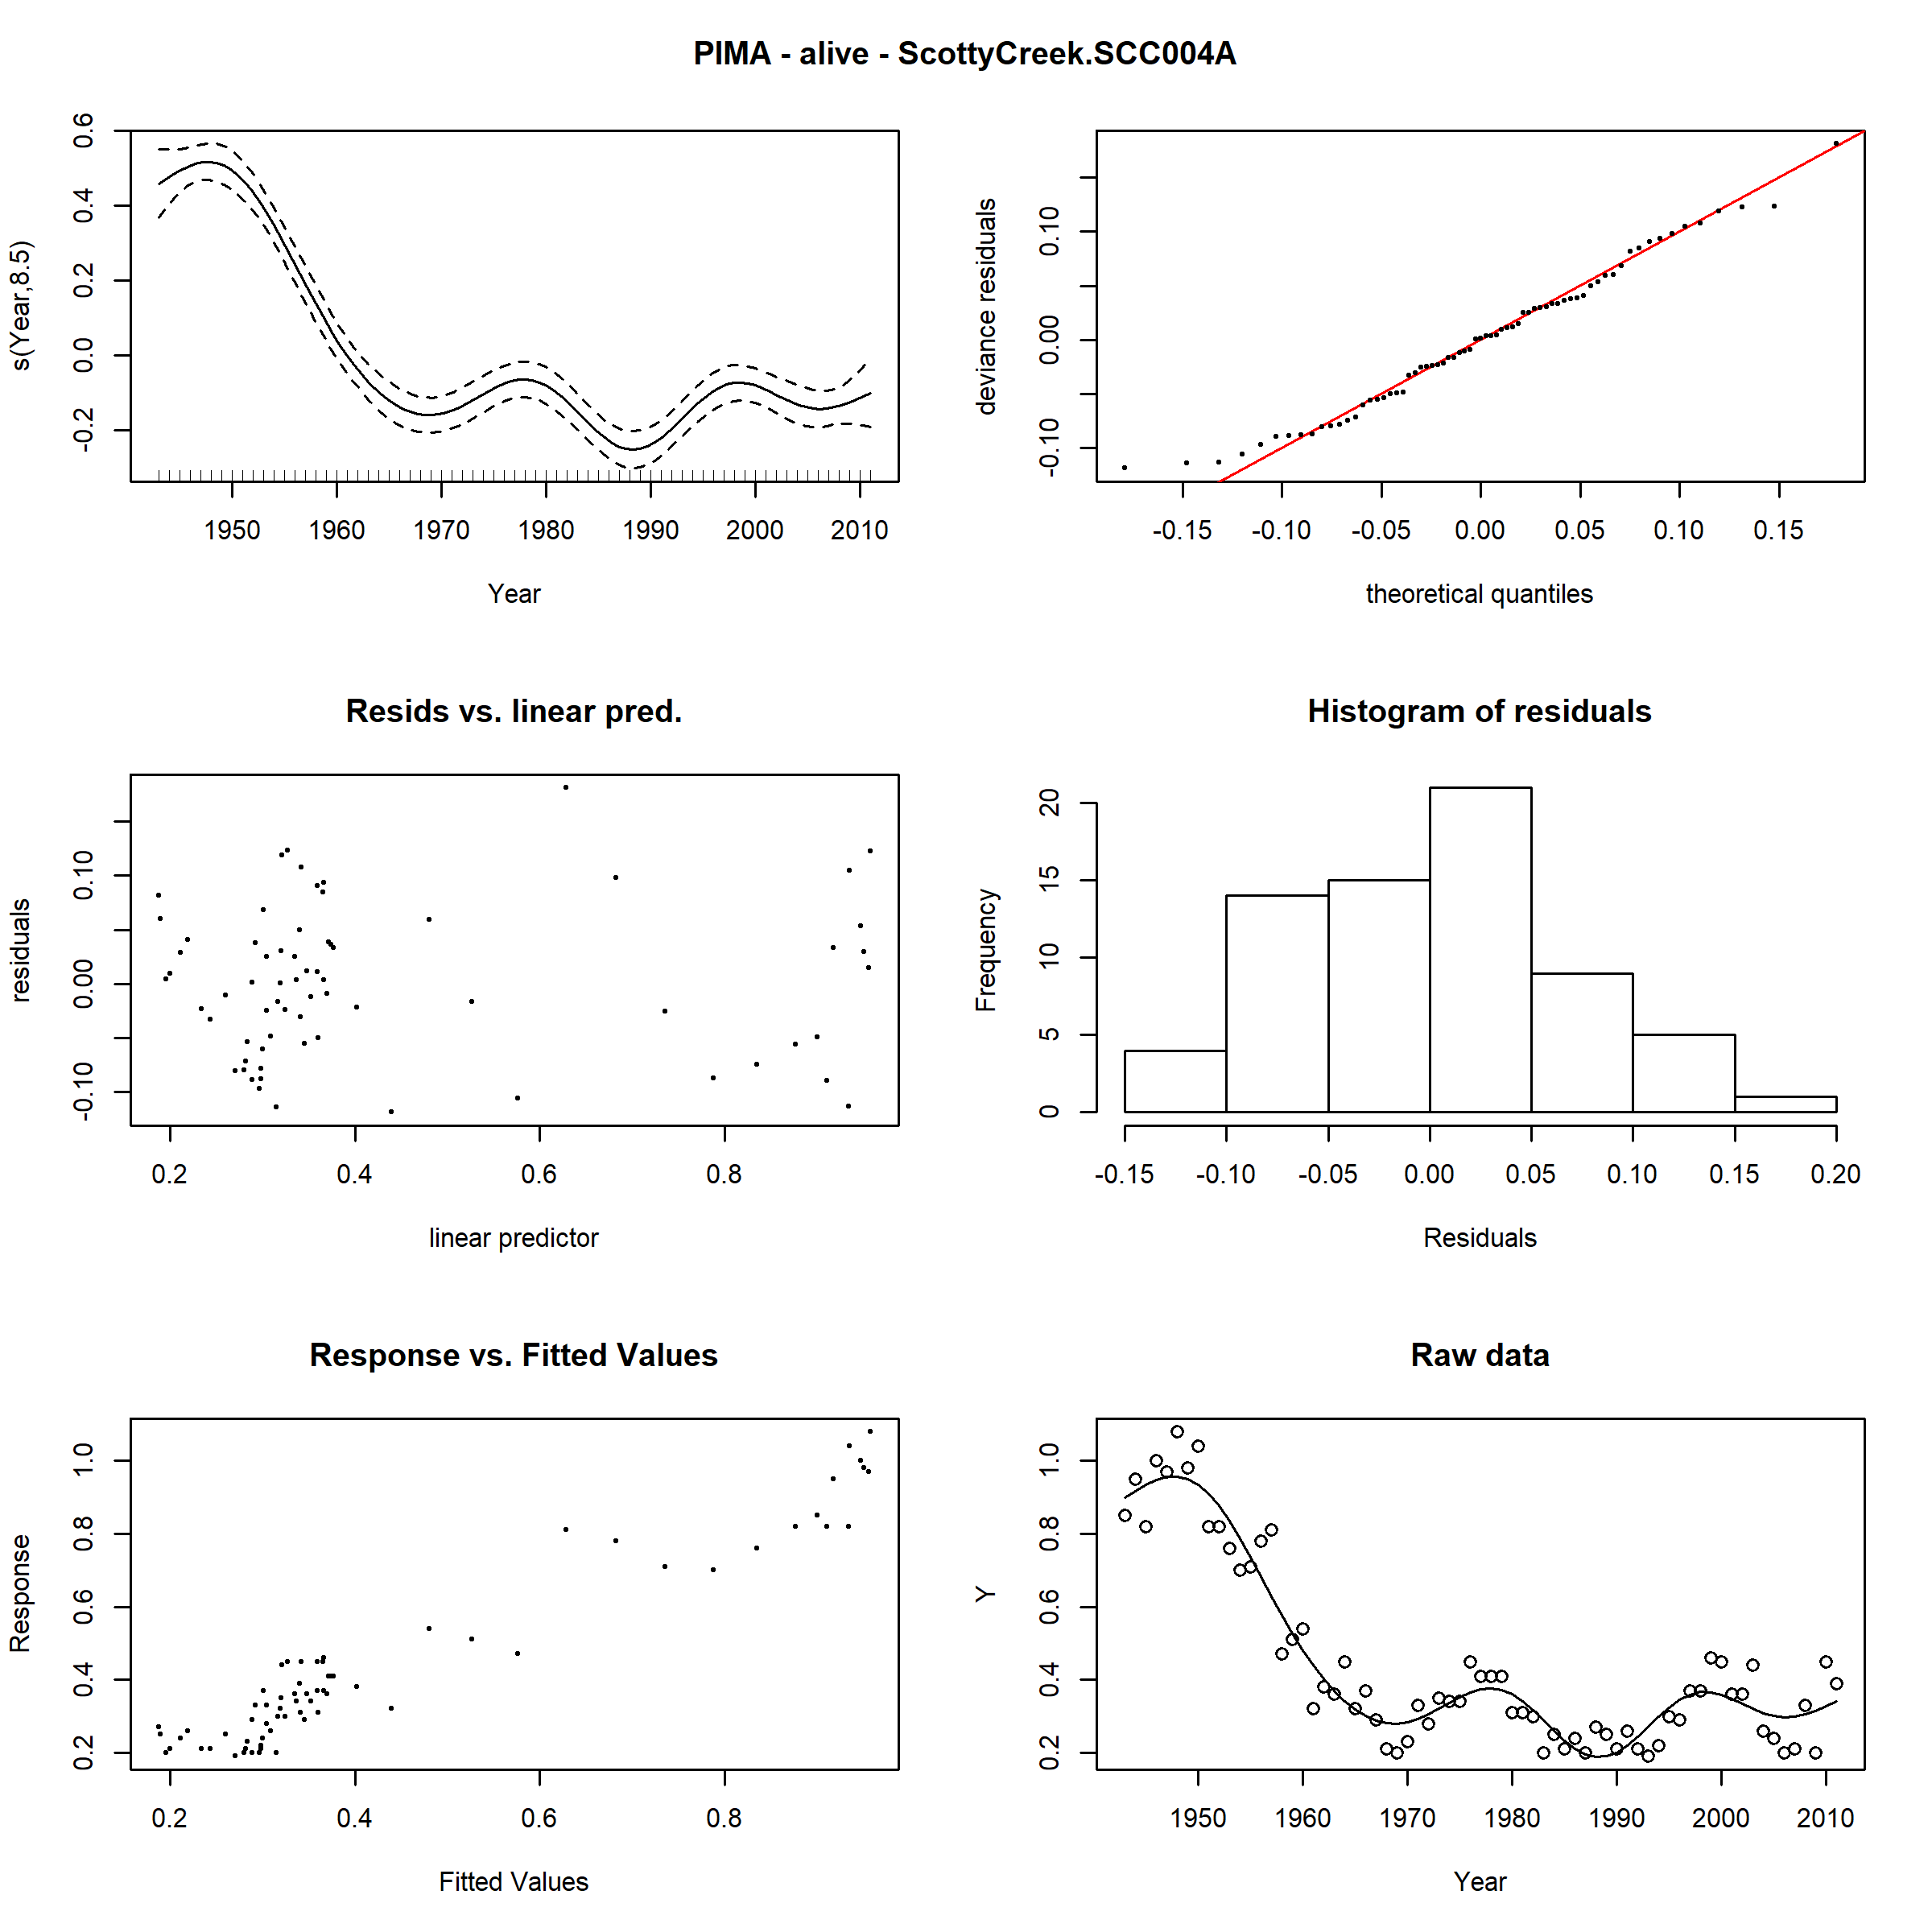 PIMA - alive - ScottyCreek.SCC004A
s(Year,8.5)
-0.2 0.0 0.2 0.4 0.6
1950 1960 1970 1980 1990 2000 2010
Year
deviance residuals
-0.10 0.00 0.10
-0.15 -0.10 -0.05 0.00 0.05 0.10 0.15
theoretical quantiles
Resids vs. linear pred.
residuals
-0.10 0.00 0.10
0.2 0.4 0.6 0.8
linear predictor
Histogram of residuals
Frequency
0 5 10 15 20
-0.15 -0.10 -0.05 0.00 0.05 0.10 0.15 0.20
Residuals
Response vs. Fitted Values
Response
0.2 0.4 0.6 0.8 1.0
0.2 0.4 0.6 0.8
Fitted Values
Raw data
Y
0.2 0.4 0.6 0.8 1.0
1950 1960 1970 1980 1990 2000 2010
Year